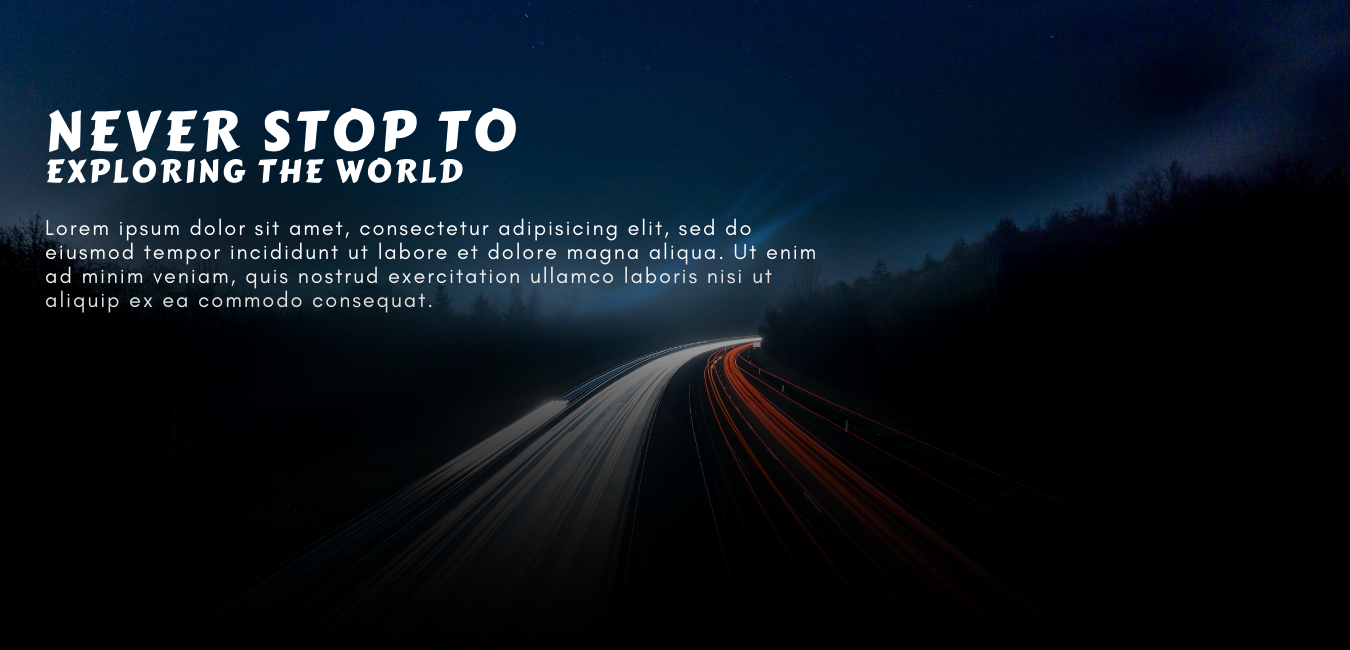 NEVER STOP TO
EXPLORING THE WORLD
Lorem ipsum dolor sit amet, consectetur adipisicing elit, sed do
eiusmod tempor incididunt ut labore et dolore magna aliqua. Ut enim
ad minim veniam, quis nostrud exercitation ullamco laboris nisi ut
aliquip ex ea commodo consequat.